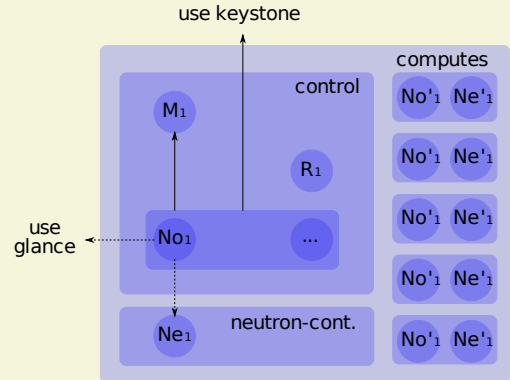 use keystone
computes
control
M₁
No'₁ Ne'₁
No'₁ Ne'₁
R₁
No'₁ Ne'₁
use
glance
No₁
...
No'₁ Ne'₁
Ne₁
neutron-cont.
No'₁ Ne'₁